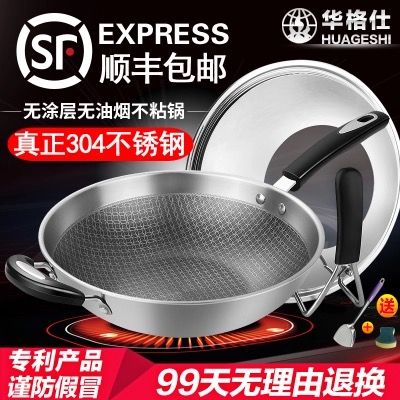 SF
EXPRESS
顺丰包邮
华格仕
HUAGESHI
无涂层无油烟不粘锅
真正304不锈钢
送
+
专利产品
谨防假冒
99天无理由退换